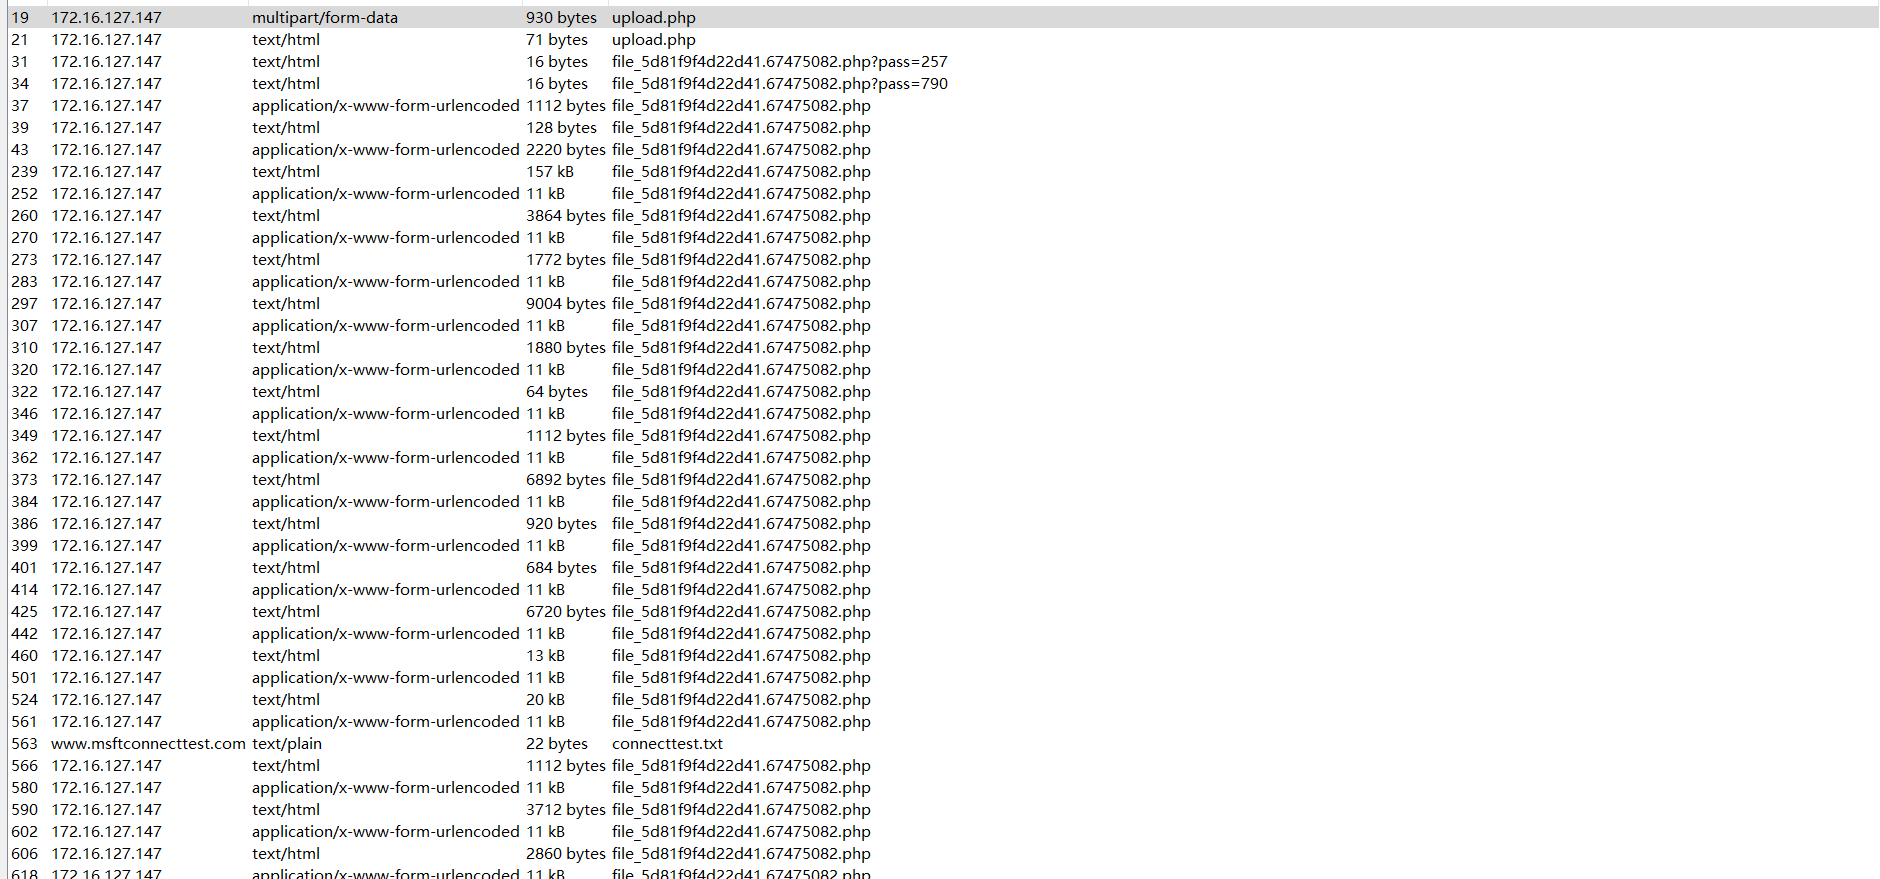 19 172.16.127.147 multipart/form-data 930 bytes upload.php
21 172.16.127.147 text/html 71 bytes upload.php
31 172.16.127.147 text/html 16 bytes file_5d81f9f4d22d41.67475082.php?pass=257
34 172.16.127.147 text/html 16 bytes file_5d81f9f4d22d41.67475082.php?pass=790
37 172.16.127.147 application/x-www-form-urlencoded 1112 bytes file_5d81f9f4d22d41.67475082.php
39 172.16.127.147 text/html 128 bytes file_5d81f9f4d22d41.67475082.php
43 172.16.127.147 application/x-www-form-urlencoded 2220 bytes file_5d81f9f4d22d41.67475082.php
239 172.16.127.147 text/html 157 kB file_5d81f9f4d22d41.67475082.php
252 172.16.127.147 application/x-www-form-urlencoded 11 kB file_5d81f9f4d22d41.67475082.php
260 172.16.127.147 text/html 3864 bytes file_5d81f9f4d22d41.67475082.php
270 172.16.127.147 application/x-www-form-urlencoded 11 kB file_5d81f9f4d22d41.67475082.php
273 172.16.127.147 text/html 1772 bytes file_5d81f9f4d22d41.67475082.php
283 172.16.127.147 application/x-www-form-urlencoded 11 kB file_5d81f9f4d22d41.67475082.php
297 172.16.127.147 text/html 9004 bytes file_5d81f9f4d22d41.67475082.php
307 172.16.127.147 application/x-www-form-urlencoded 11 kB file_5d81f9f4d22d41.67475082.php
310 172.16.127.147 text/html 1880 bytes file_5d81f9f4d22d41.67475082.php
320 172.16.127.147 application/x-www-form-urlencoded 11 kB file_5d81f9f4d22d41.67475082.php
322 172.16.127.147 text/html 64 bytes file_5d81f9f4d22d41.67475082.php
346 172.16.127.147 application/x-www-form-urlencoded 11 kB file_5d81f9f4d22d41.67475082.php
349 172.16.127.147 text/html 1112 bytes file_5d81f9f4d22d41.67475082.php
362 172.16.127.147 application/x-www-form-urlencoded 11 kB file_5d81f9f4d22d41.67475082.php
373 172.16.127.147 text/html 6892 bytes file_5d81f9f4d22d41.67475082.php
384 172.16.127.147 application/x-www-form-urlencoded 11 kB file_5d81f9f4d22d41.67475082.php
386 172.16.127.147 text/html 920 bytes file_5d81f9f4d22d41.67475082.php
399 172.16.127.147 application/x-www-form-urlencoded 11 kB file_5d81f9f4d22d41.67475082.php
401 172.16.127.147 text/html 684 bytes file_5d81f9f4d22d41.67475082.php
414 172.16.127.147 application/x-www-form-urlencoded 11 kB file_5d81f9f4d22d41.67475082.php
425 172.16.127.147 text/html 6720 bytes file_5d81f9f4d22d41.67475082.php
442 172.16.127.147 application/x-www-form-urlencoded 11 kB file_5d81f9f4d22d41.67475082.php
460 172.16.127.147 text/html 13 kB file_5d81f9f4d22d41.67475082.php
501 172.16.127.147 application/x-www-form-urlencoded 11 kB file_5d81f9f4d22d41.67475082.php
524 172.16.127.147 text/html 20 kB file_5d81f9f4d22d41.67475082.php
561 172.16.127.147 application/x-www-form-urlencoded 11 kB file_5d81f9f4d22d41.67475082.php
563 www.msftconnecttest.com text/plain 22 bytes connecttest.txt
566 172.16.127.147 text/html 1112 bytes file_5d81f9f4d22d41.67475082.php
580 172.16.127.147 application/x-www-form-urlencoded 11 kB file_5d81f9f4d22d41.67475082.php
590 172.16.127.147 text/html 3712 bytes file_5d81f9f4d22d41.67475082.php
602 172.16.127.147 application/x-www-form-urlencoded 11 kB file_5d81f9f4d22d41.67475082.php
606 172.16.127.147 text/html 2860 bytes file_5d81f9f4d22d41.67475082.php
618 172.16.127.147 application/x-www-form-urlencoded 11 kB file_5d81f9f4d22d41.67475082.php